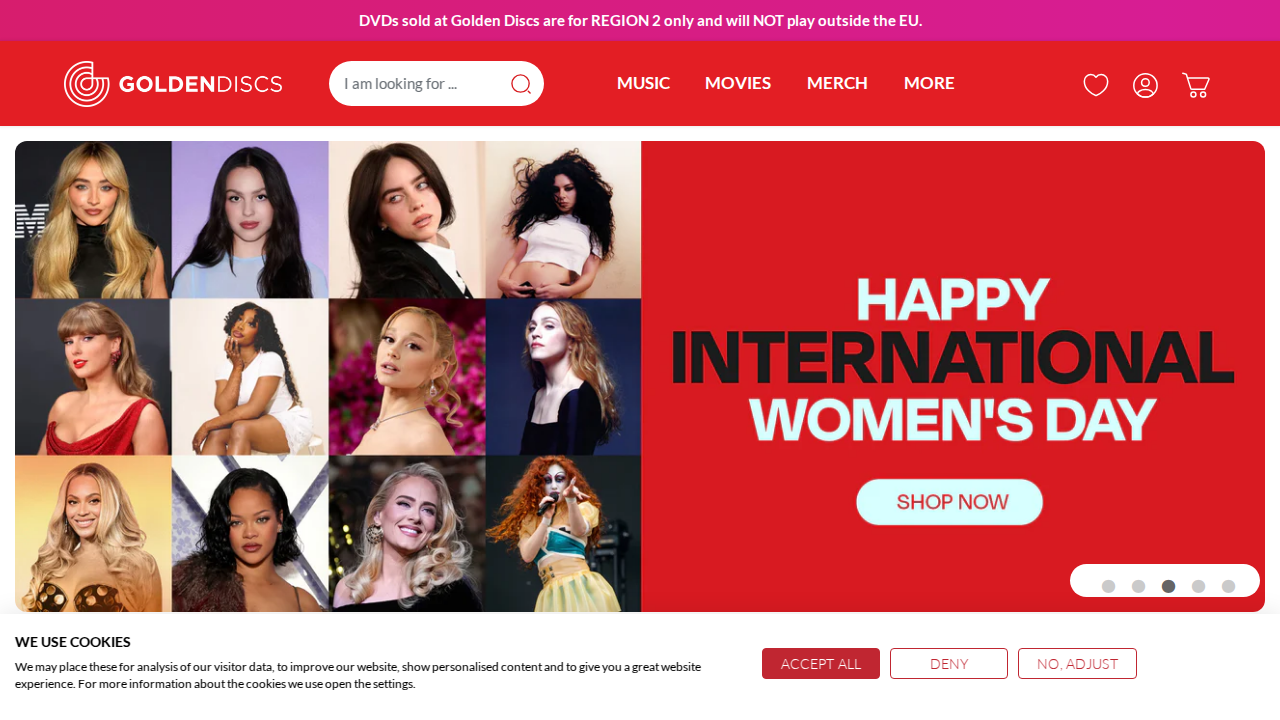 DVDs sold at Golden Discs are for REGION 2 only and will NOT play outside the EU.
GOLDENDISCS
I am looking for ...
MUSIC
MOVIES
MERCH
MORE
HAPPY
INTERNATIONAL
WOMEN'S DAY
SHOP NOW
WE USE COOKIES
We may place these for analysis of our visitor data, to improve our website, show personalised content and to give you a great website
experience. For more information about the cookies we use open the settings.
ACCEPT ALL
DENY
NO, ADJUST